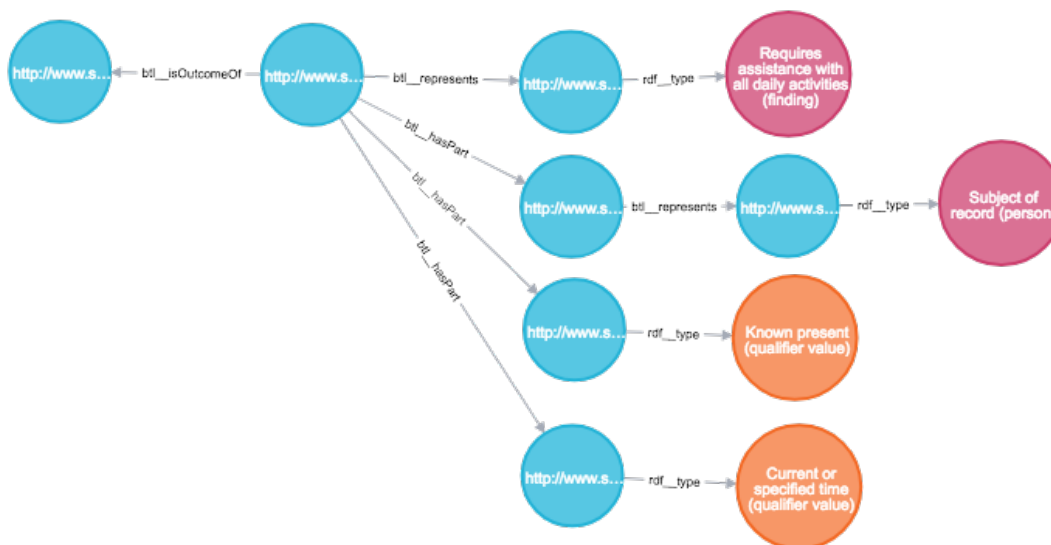 http://www.s...
btl__isOutcomeOf
http://www.s...
btl__represents
http://www.s...
rdf__type
Requires
assistance with
all daily activities
(finding)
btl__hasPart
http://www.s...
btl__represents
http://www.s...
rdf__type
Subject of
record (person
btl__hasPart
http://www.s...
rdf__type
Known present
(qualifier value)
btl__hasPart
http://www.s...
rdf__type
Current or
specified time
(qualifier value)